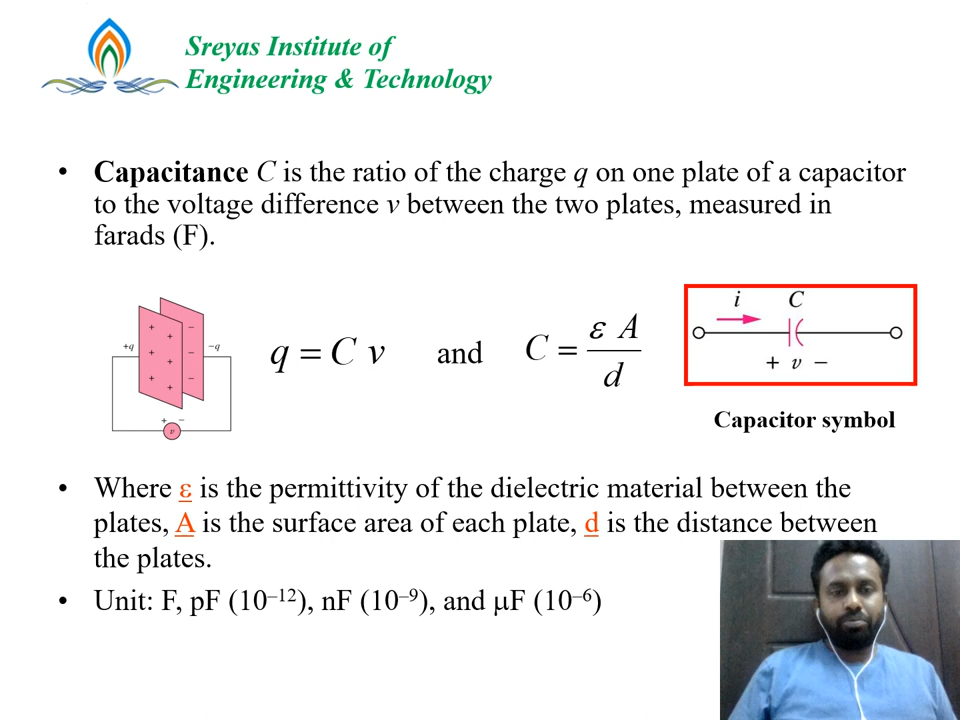 Sreyas Institute of
Engineering & Technology
• Capacitance C is the ratio of the charge q on one plate of a capacitor
to the voltage difference v between the two plates, measured in
farads (F).
+q + + + + + + − − − −q
+ −
v
q = C v and C = ε A / d
i C
+ v −
Capacitor symbol
• Where ε is the permittivity of the dielectric material between the
plates, A is the surface area of each plate, d is the distance between
the plates.
• Unit: F, pF (10⁻¹²), nF (10⁻⁹), and μF (10⁻⁶)